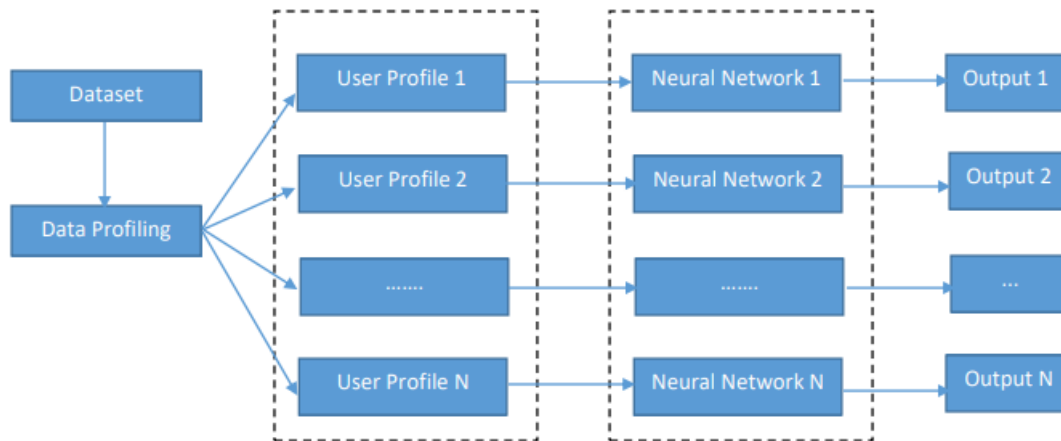 Dataset
Data Profiling
User Profile 1
Neural Network 1
Output 1
User Profile 2
Neural Network 2
Output 2
…….
…….
...
User Profile N
Neural Network N
Output N